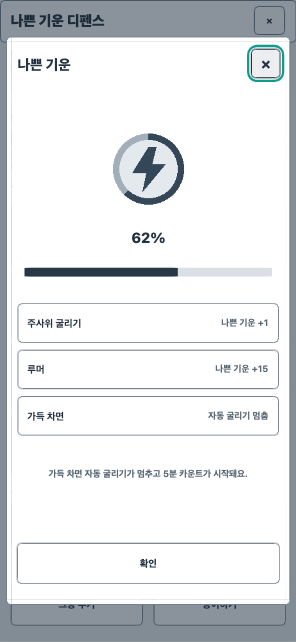 나쁜 기운 디펜스
×
나쁜 기운
×
62%
주사위 굴리기
나쁜 기운 +1
루머
나쁜 기운 +15
가득 차면
자동 굴리기 멈춤
가득 차면 자동 굴리기가 멈추고 5분 카운트가 시작돼요.
확인